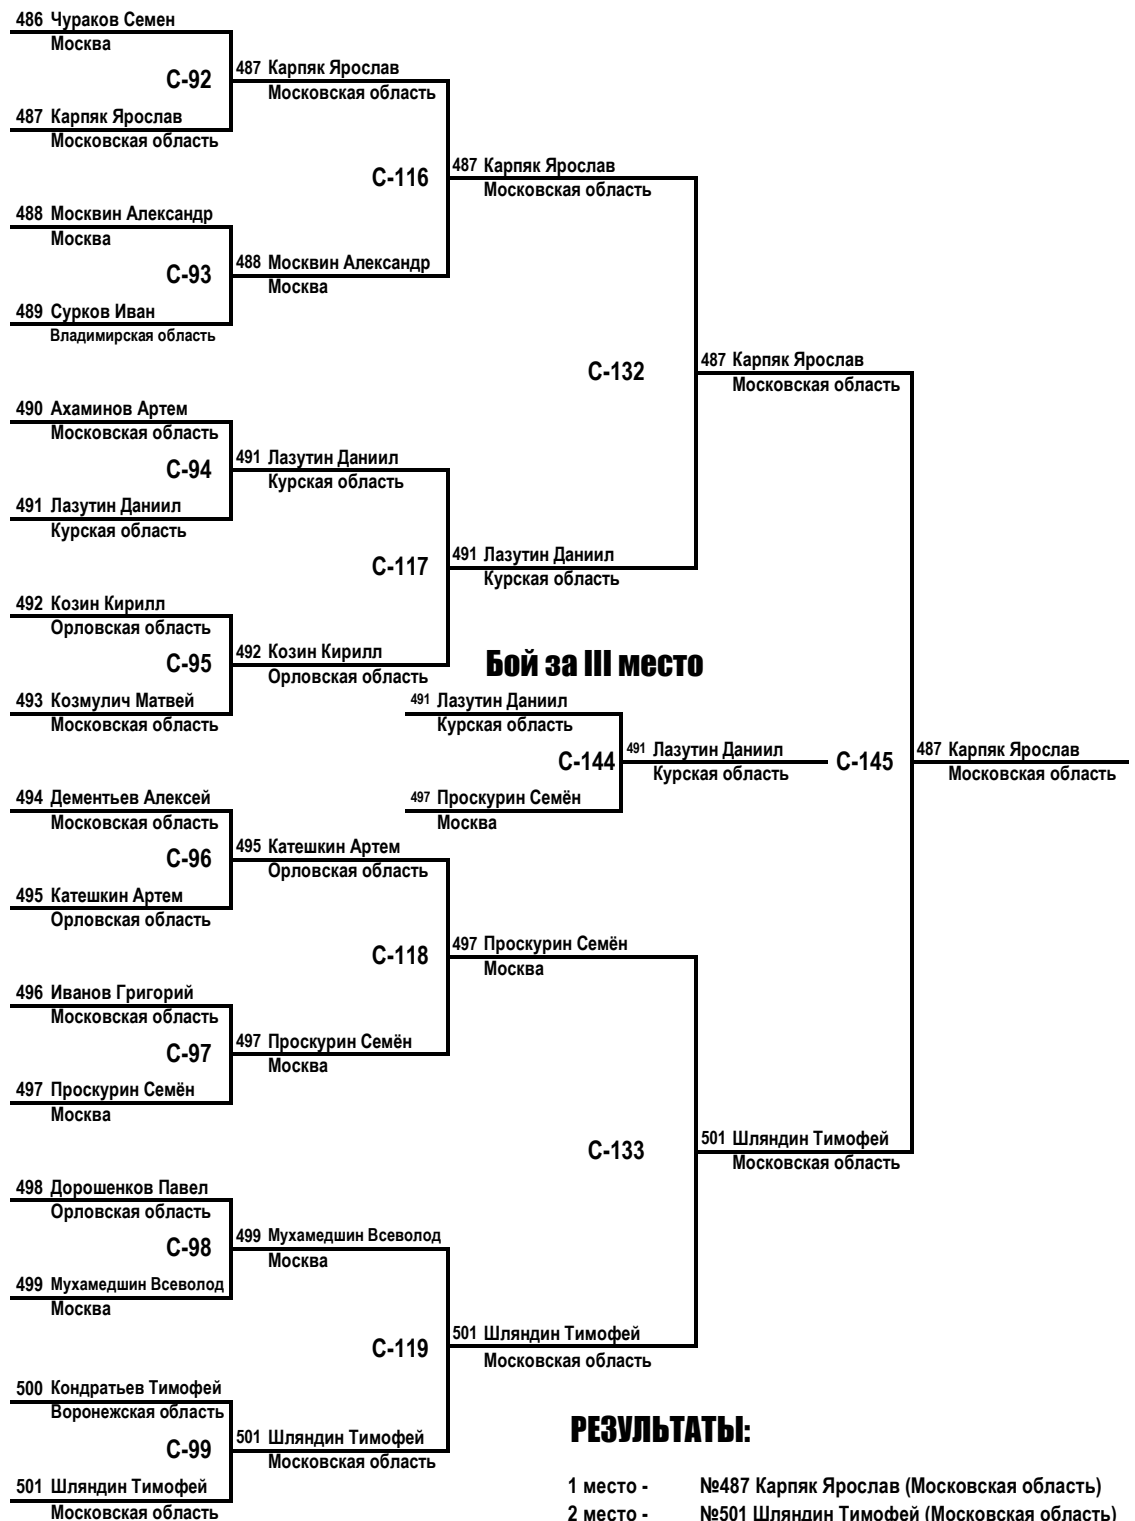 486 Чураков Семен
Москва
С-92
487 Карпяк Ярослав
Московская область
487 Карпяк Ярослав
Московская область
С-116
487 Карпяк Ярослав
Московская область
488 Москвин Александр
Москва
С-93
488 Москвин Александр
Москва
489 Сурков Иван
Владимирская область
С-132
487 Карпяк Ярослав
Московская область
490 Ахаминов Артем
Московская область
С-94
491 Лазутин Даниил
Курская область
491 Лазутин Даниил
Курская область
С-117
491 Лазутин Даниил
Курская область
492 Козин Кирилл
Орловская область
С-95
492 Козин Кирилл
Орловская область
493 Козмулич Матвей
Московская область
Бой за III место
491 Лазутин Даниил
Курская область
С-144
491 Лазутин Даниил
Курская область
497 Проскурин Семён
Москва
С-145
487 Карпяк Ярослав
Московская область
494 Дементьев Алексей
Московская область
С-96
495 Катешкин Артем
Орловская область
495 Катешкин Артем
Орловская область
С-118
497 Проскурин Семён
Москва
496 Иванов Григорий
Московская область
С-97
497 Проскурин Семён
Москва
497 Проскурин Семён
Москва
С-133
501 Шляндин Тимофей
Московская область
498 Дорошенков Павел
Орловская область
С-98
499 Мухамедшин Всеволод
Москва
499 Мухамедшин Всеволод
Москва
С-119
501 Шляндин Тимофей
Московская область
500 Кондратьев Тимофей
Воронежская область
С-99
501 Шляндин Тимофей
Московская область
501 Шляндин Тимофей
Московская область
РЕЗУЛЬТАТЫ:
1 место - №487 Карпяк Ярослав (Московская область)
2 место - №501 Шляндин Тимофей (Московская область)